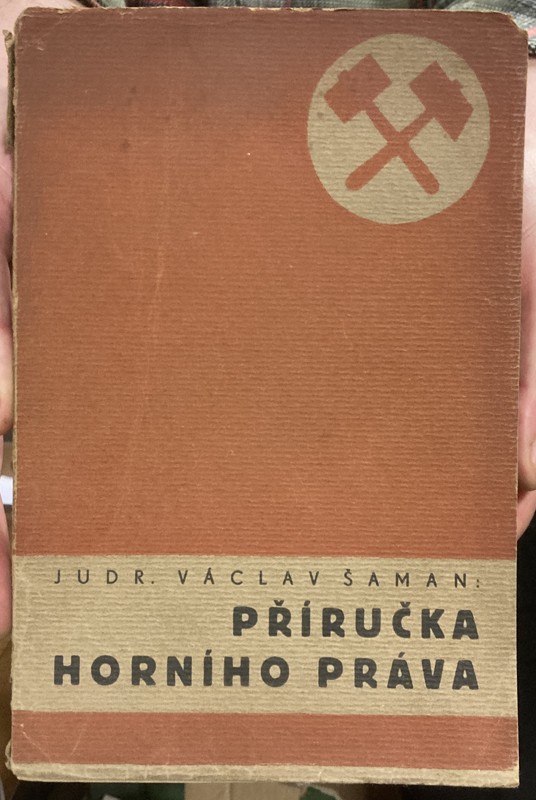 JUDR. VÁCLAV ŠAMAN:
PŘÍRUČKA
HORNÍHO PRÁVA